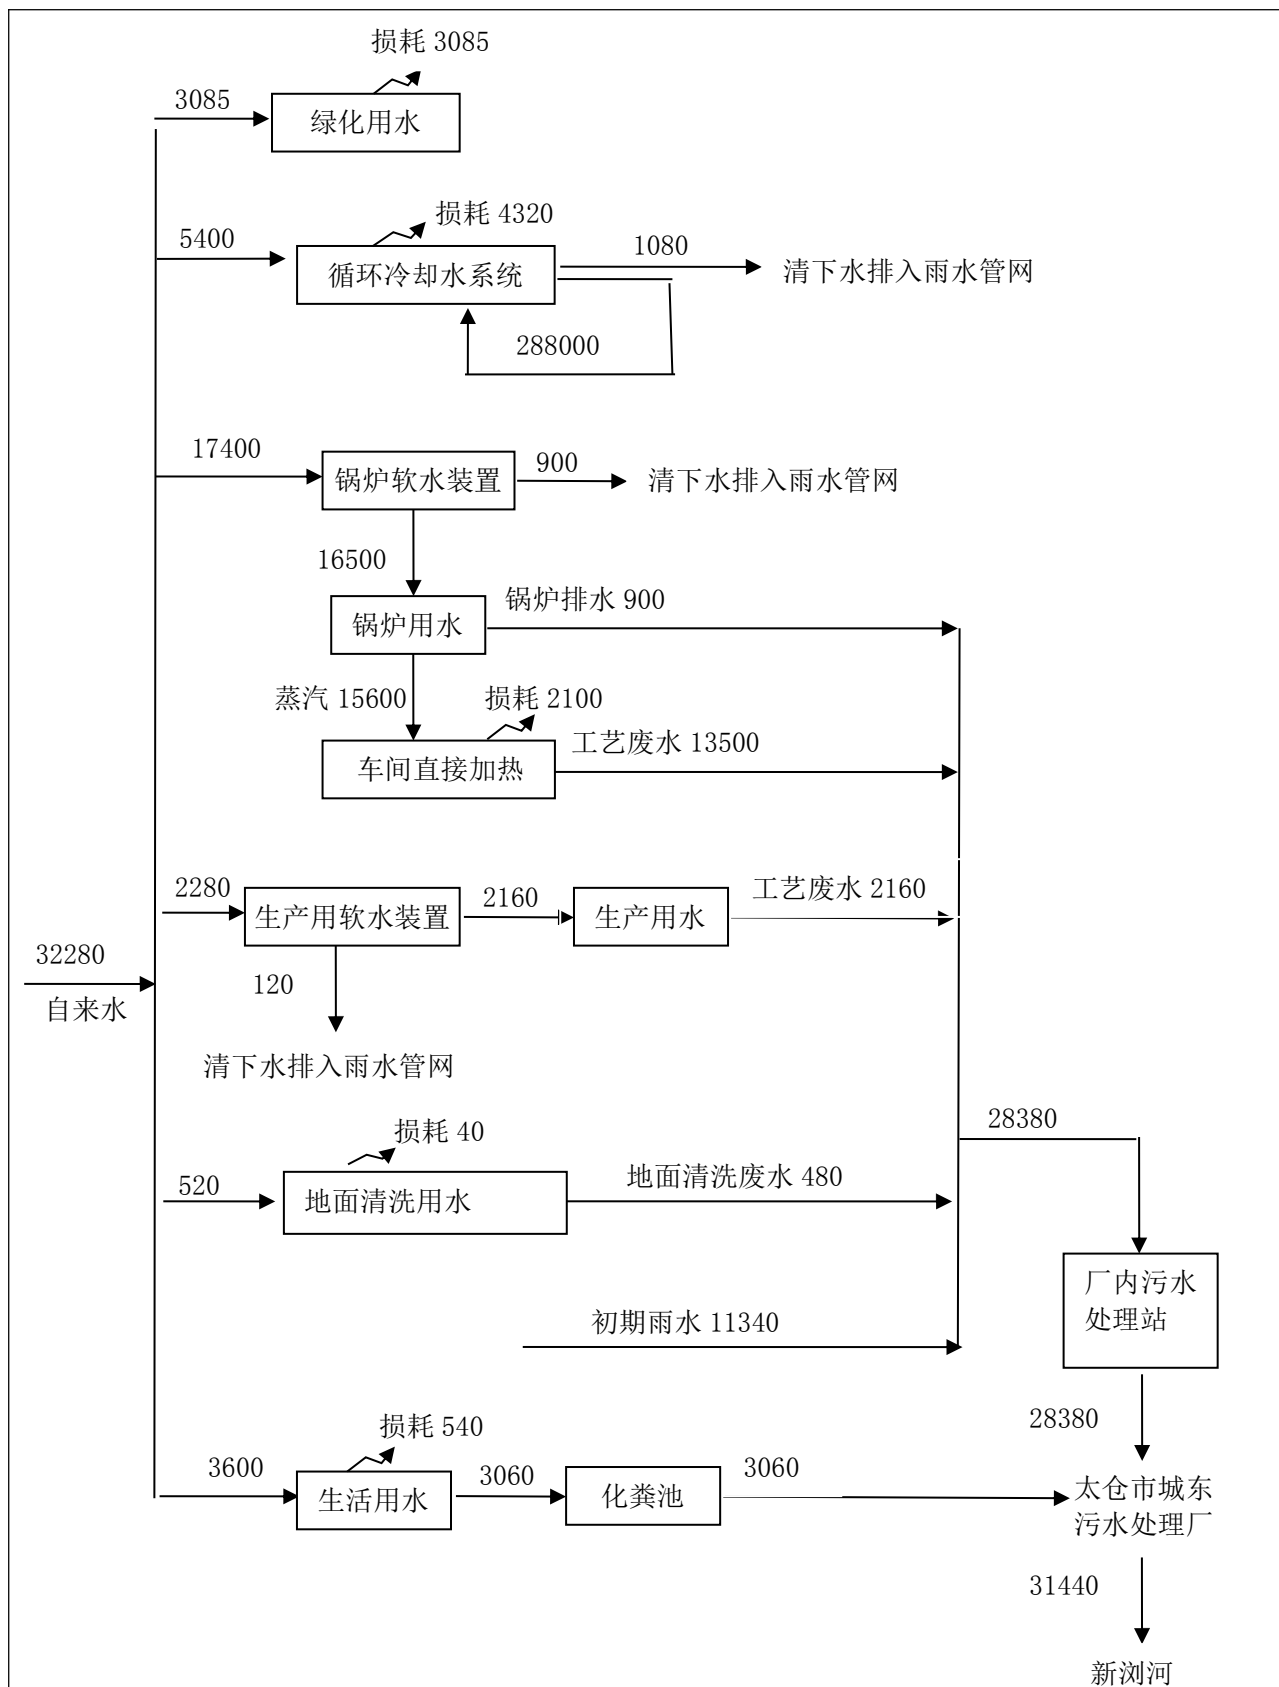 损耗 3085
3085
绿化用水
损耗 4320
5400
1080
循环冷却水系统
清下水排入雨水管网
288000
17400
900
锅炉软水装置
清下水排入雨水管网
16500
锅炉排水 900
锅炉用水
蒸汽 15600
损耗 2100
工艺废水 13500
车间直接加热
2280
2160
工艺废水 2160
生产用软水装置
生产用水
32280
120
自来水
清下水排入雨水管网
28380
损耗 40
520
地面清洗废水 480
地面清洗用水
厂内污水
处理站
初期雨水 11340
28380
损耗 540
3600
3060
3060
生活用水
化粪池
太仓市城东
污水处理厂
31440
新浏河